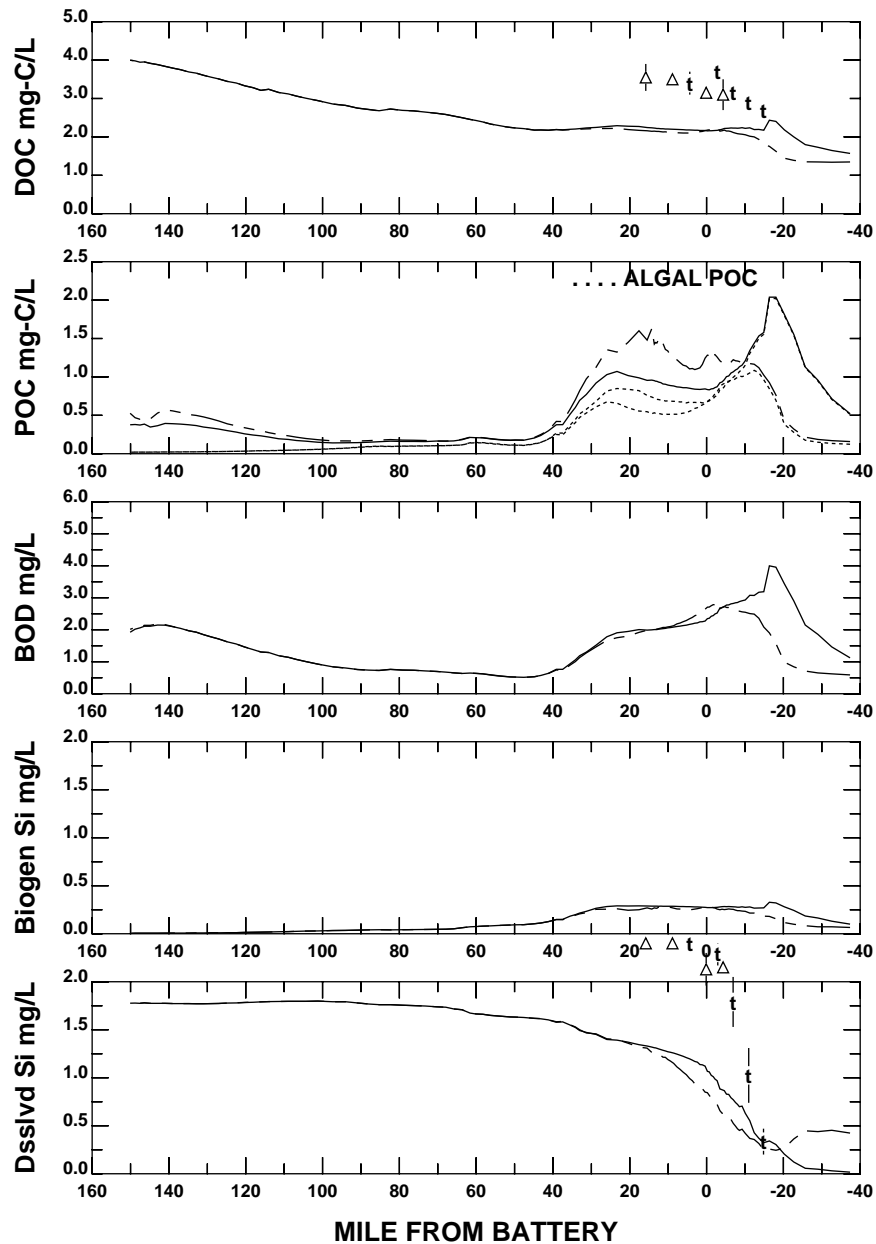 DOC mg-C/L
5.0
4.0
3.0
2.0
1.0
0.0
t
t
t
t
t
160 140 120 100 80 60 40 20 0 -20 -40
POC mg-C/L
2.5
2.0
1.5
1.0
0.5
0.0
. . . . ALGAL POC
160 140 120 100 80 60 40 20 0 -20 -40
BOD mg/L
6.0
5.0
4.0
3.0
2.0
1.0
0.0
160 140 120 100 80 60 40 20 0 -20 -40
Biogen Si mg/L
2.0
1.5
1.0
0.5
0.0
160 140 120 100 80 60 40 20 0 -20 -40
Dsslvd Si mg/L
2.0
1.5
1.0
0.5
0.0
t
t
t
t
t
160 140 120 100 80 60 40 20 0 -20 -40
MILE FROM BATTERY